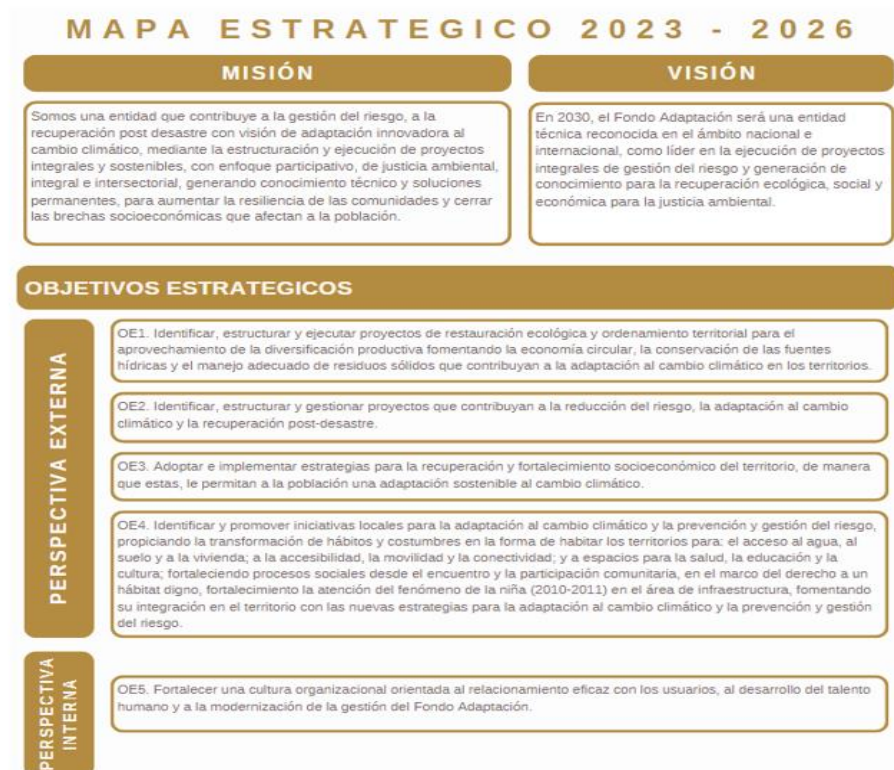 MAPA ESTRATEGICO 2023 - 2026
MISIÓN
Somos una entidad que contribuye a la gestión del riesgo, a la
recuperación post desastre con visión de adaptación innovadora al
cambio climático, mediante la estructuración y ejecución de proyectos
integrales y sostenibles, con enfoque participativo, de justicia ambiental,
integral e intersectorial, generando conocimiento técnico y soluciones
permanentes, para aumentar la resiliencia de las comunidades y cerrar
las brechas socioeconómicas que afectan a la población.
VISIÓN
En 2030, el Fondo Adaptación será una entidad
técnica reconocida en el ámbito nacional e
internacional, como líder en la ejecución de proyectos
integrales de gestión del riesgo y generación de
conocimiento para la recuperación ecológica, social y
económica para la justicia ambiental.
OBJETIVOS ESTRATEGICOS
PERSPECTIVA EXTERNA
OE1. Identificar, estructurar y ejecutar proyectos de restauración ecológica y ordenamiento territorial para el
aprovechamiento de la diversificación productiva fomentando la economía circular, la conservación de las fuentes
hídricas y el manejo adecuado de residuos sólidos que contribuyan a la adaptación al cambio climático en los territorios.
OE2. Identificar, estructurar y gestionar proyectos que contribuyan a la reducción del riesgo, la adaptación al cambio
climático y la recuperación post-desastre.
OE3. Adoptar e implementar estrategias para la recuperación y fortalecimiento socioeconómico del territorio, de manera
que estas, le permitan a la población una adaptación sostenible al cambio climático.
OE4. Identificar y promover iniciativas locales para la adaptación al cambio climático y la prevención y gestión del riesgo,
propiciando la transformación de hábitos y costumbres en la forma de habitar los territorios para: el acceso al agua, al
suelo y a la vivienda; a la accesibilidad, la movilidad y la conectividad; y a espacios para la salud, la educación y la
cultura; fortaleciendo procesos sociales desde el encuentro y la participación comunitaria, en el marco del derecho a un
hábitat digno, fortalecimiento la atención del fenómeno de la niña (2010-2011) en el área de infraestructura, fomentando
su integración en el territorio con las nuevas estrategias para la adaptación al cambio climático y la prevención y gestión
del riesgo.
PERSPECTIVA
INTERNA
OE5. Fortalecer una cultura organizacional orientada al relacionamiento eficaz con los usuarios, al desarrollo del talento
humano y a la modernización de la gestión del Fondo Adaptación.